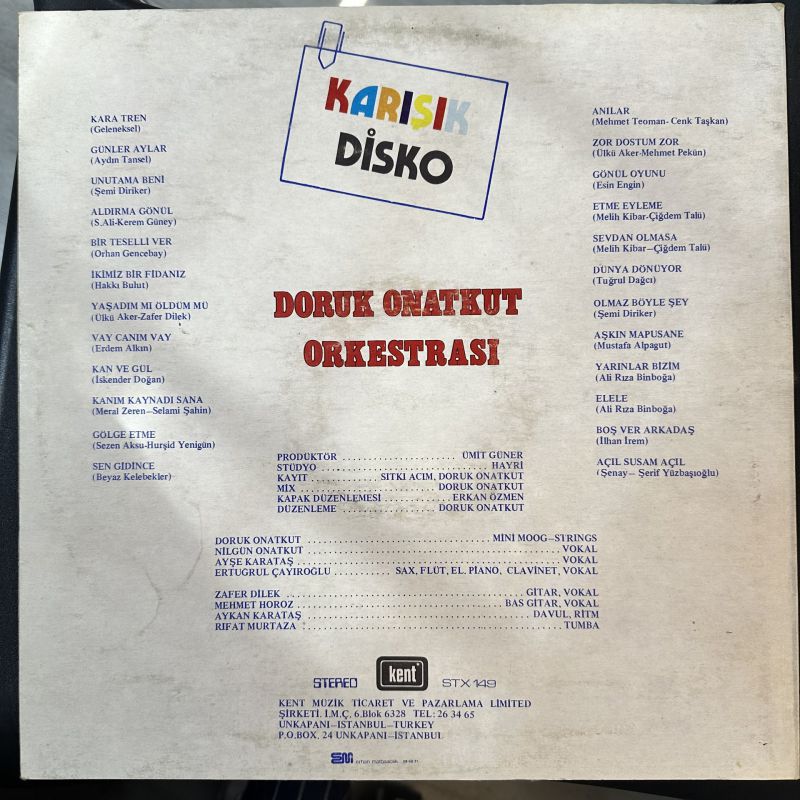 KARIŞIK
DİSKO
KARA TREN
(Geleneksel)
GÜNLER AYLAR
(Aydın Tansel)
UNUTAMA BENİ
(Şemi Diriker)
ALDIRMA GÖNÜL
(S.Ali-Kerem Güney)
BİR TESELLİ VER
(Orhan Gencebay)
İKİMİZ BİR FİDANIZ
(Hakkı Bulut)
YAŞADIM MI ÖLDÜM MÜ
(Ülkü Aker-Zafer Dilek)
VAY CANIM VAY
(Erdem Alkın)
KAN VE GÜL
(İskender Doğan)
KANIM KAYNADI SANA
(Meral Zeren–Selami Şahin)
GÖLGE ETME
(Sezen Aksu-Hurşid Yenigün)
SEN GİDİNCE
(Beyaz Kelebekler)
ANILAR
(Mehmet Teoman- Cenk Taşkan)
ZOR DOSTUM ZOR
(Ülkü Aker-Mehmet Pekün)
GÖNÜL OYUNU
(Esin Engin)
ETME EYLEME
(Melih Kibar-Çiğdem Talü)
SEVDAN OLMASA
(Melih Kibar–Çiğdem Talü)
DÜNYA DÖNÜYOR
(Tuğrul Dağcı)
OLMAZ BÖYLE ŞEY
(Şemi Diriker)
AŞKIN MAPUSANE
(Mustafa Alpagut)
YARINLAR BİZİM
(Ali Rıza Binboğa)
ELELE
(Ali Rıza Binboğa)
BOŞ VER ARKADAŞ
(İlhan İrem)
AÇIL SUSAM AÇIL
(Şenay– Şerif Yüzbaşıoğlu)
DORUK ONATKUT
ORKESTRASI
PRODÜKTÖR ........ ÜMİT GÜNER
STÜDYO ........ HAYRİ
KAYIT ........ SITKI ACIM, DORUK ONATKUT
MİX ........ DORUK ONATKUT
KAPAK DÜZENLEMESİ ........ ERKAN ÖZMEN
DÜZENLEME ........ DORUK ONATKUT
DORUK ONATKUT ........ MİNİ MOOG–STRINGS
NİLGÜN ONATKUT ........ VOKAL
AYŞE KARATAŞ ........ VOKAL
ERTUĞRUL ÇAYIROĞLU ........ SAX, FLÜT, EL. PİANO, CLAVİNET, VOKAL
ZAFER DİLEK ........ GİTAR, VOKAL
MEHMET HOROZ ........ BAS GİTAR, VOKAL
AYKAN KARATAŞ ........ DAVUL, RİTM
RIFAT MURTAZA ........ TUMBA
STEREO kent STX 149
KENT MÜZİK TİCARET VE PAZARLAMA LIMITED
ŞİRKETİ. İ.M.Ç. 6.Blok 6328 TEL: 26 34 65
UNKAPANI–ISTANBUL–TURKEY
P.O.BOX. 24 UNKAPANI–İSTANBUL
orhan matbaacılık